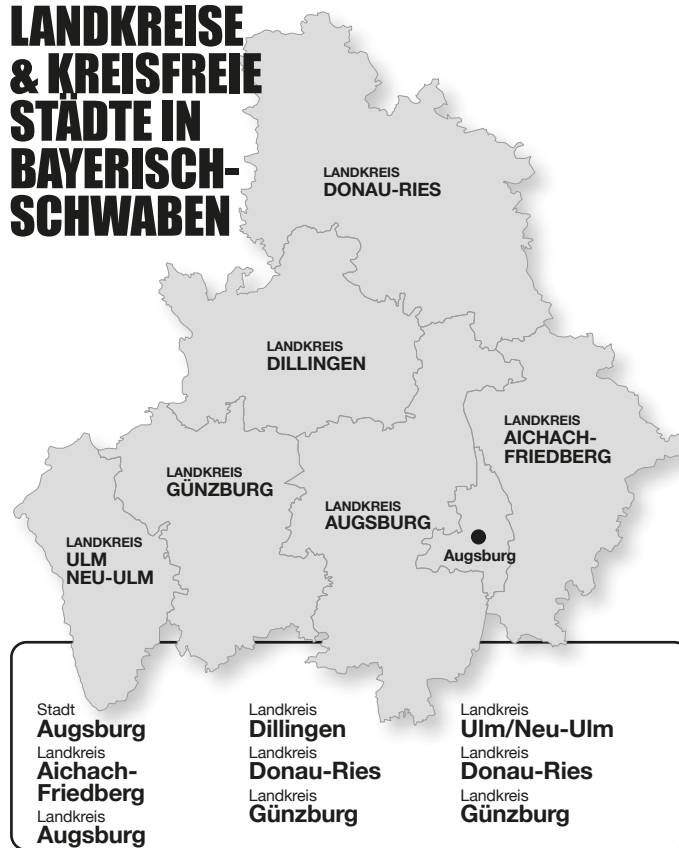 LANDKREISE
& KREISFREIE
STÄDTE IN
BAYERISCH-
SCHWABEN
LANDKREIS
DONAU-RIES
LANDKREIS
DILLINGEN
LANDKREIS
AICHACH-
FRIEDBERG
LANDKREIS
GÜNZBURG
LANDKREIS
AUGSBURG
LANDKREIS
ULM
NEU-ULM
Augsburg
Stadt
Augsburg
Landkreis
Aichach-
Friedberg
Landkreis
Augsburg
Landkreis
Dillingen
Landkreis
Donau-Ries
Landkreis
Günzburg
Landkreis
Ulm/Neu-Ulm
Landkreis
Donau-Ries
Landkreis
Günzburg